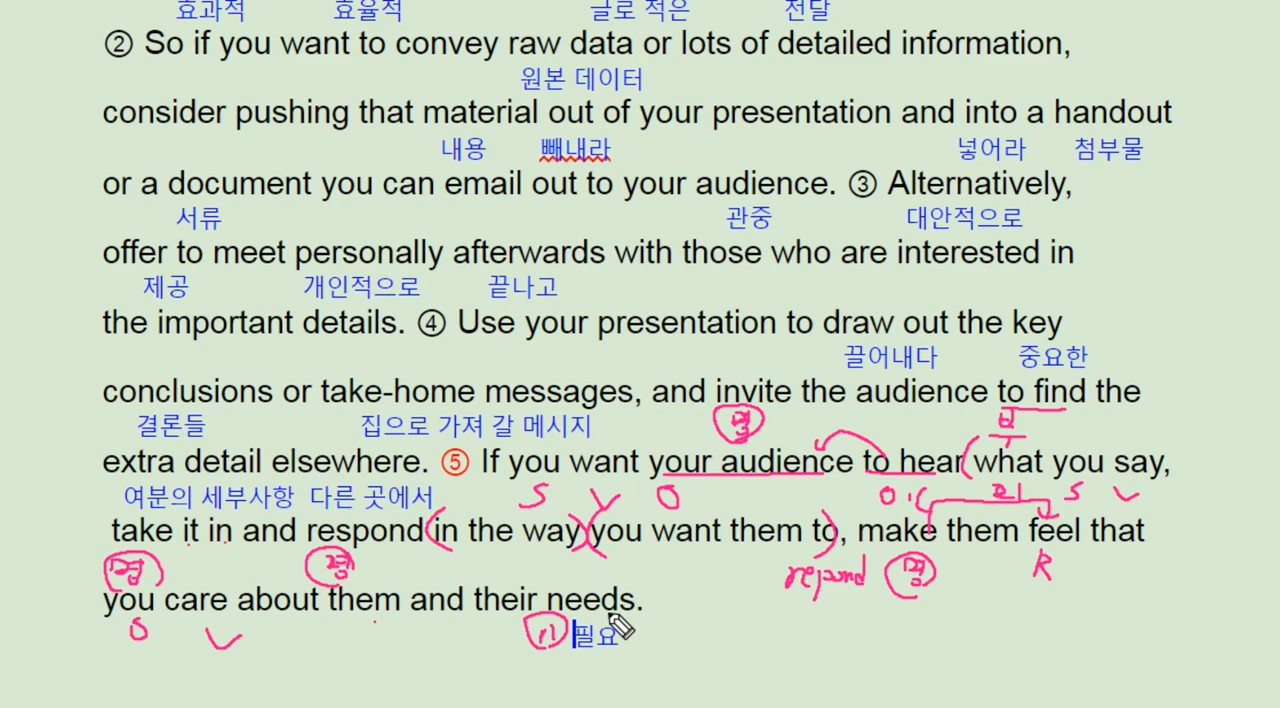 효과적 효율적 글로 적은 전달
② So if you want to convey raw data or lots of detailed information,
원본 데이터
consider pushing that material out of your presentation and into a handout
내용 빼내라 넣어라 첨부물
or a document you can email out to your audience. ③ Alternatively,
서류 관중 대안적으로
offer to meet personally afterwards with those who are interested in
제공 개인적으로 끝나고
the important details. ④ Use your presentation to draw out the key
끌어내다 중요한
conclusions or take-home messages, and invite the audience to find the
결론들 집으로 가져 갈 메시지
extra detail elsewhere. ⑤ If you want your audience to hear (what you say,
여분의 세부사항 다른 곳에서 S V O O.C S V
take it in and respond (in the way) (you want them to), make them feel that
명 명 명 R
you care about them and their needs.
S V 필요